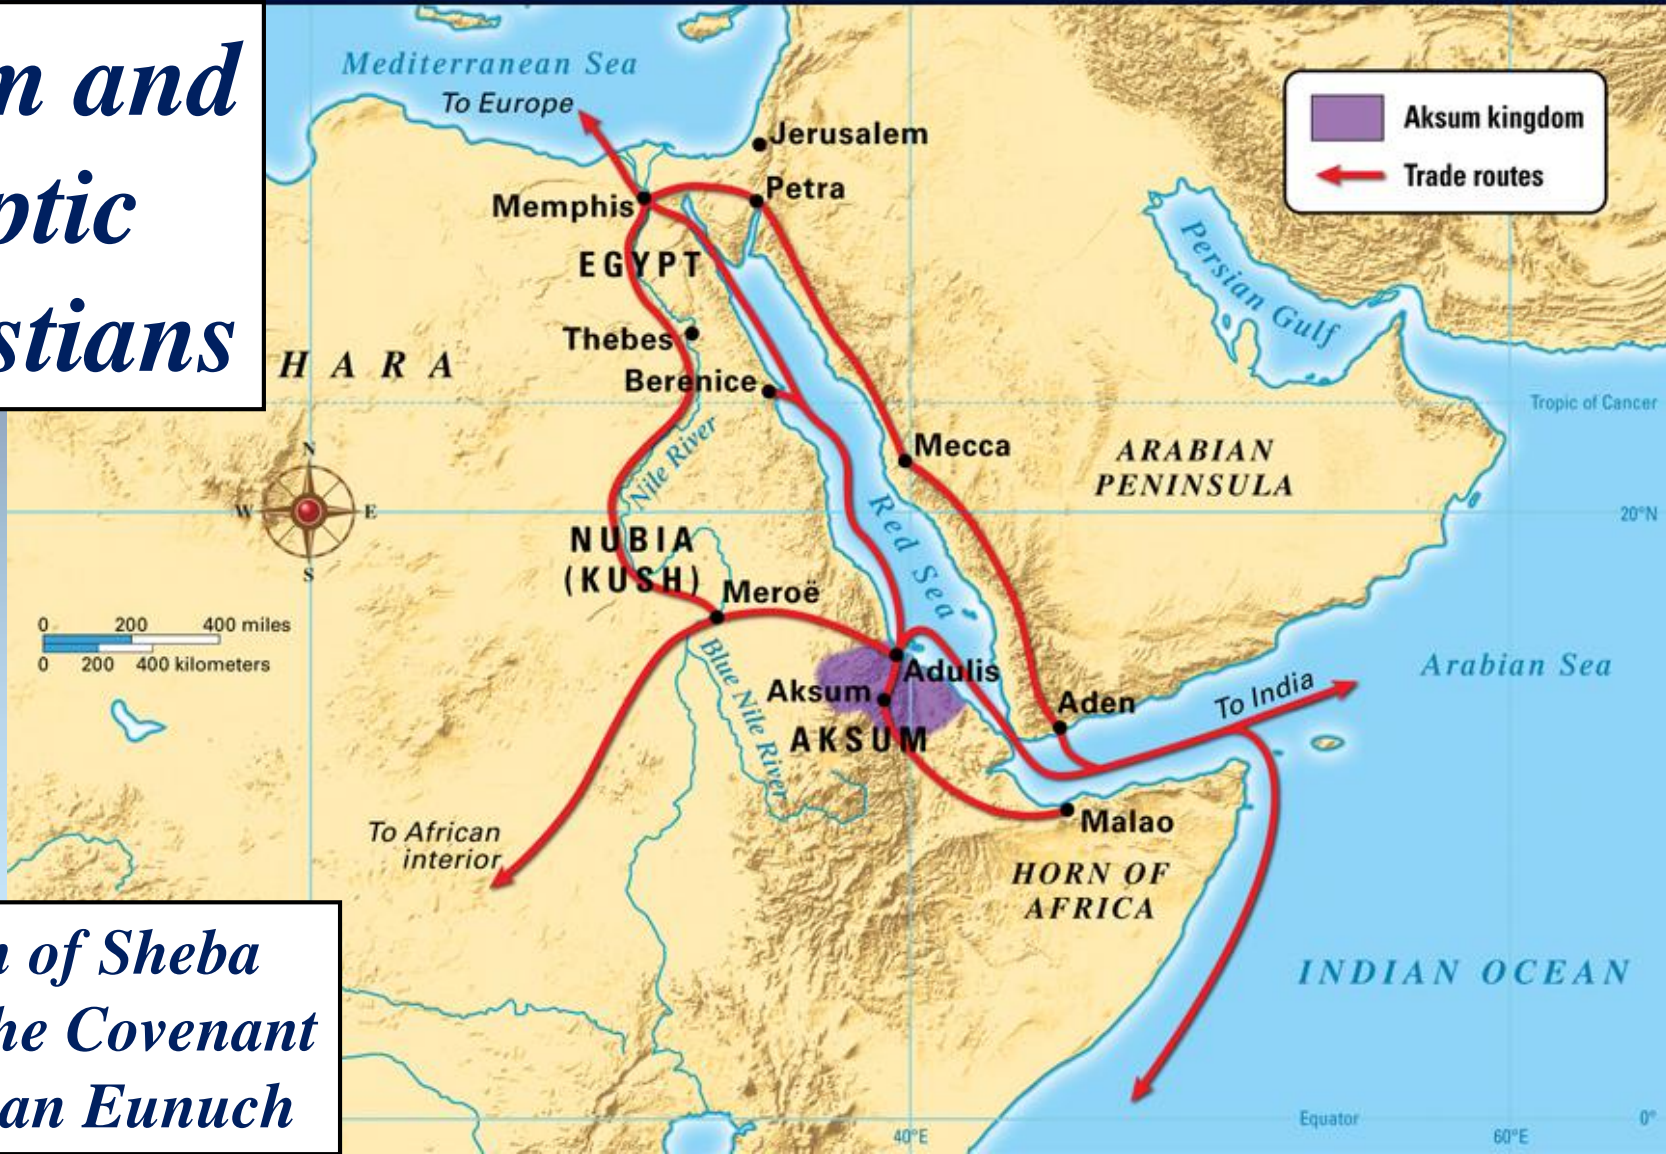 m and
ptic
stians
Mediterranean Sea
To Europe
Jerusalem
Petra
Memphis
EGYPT
Thebes
Berenice
HARA
Nile River
Mecca
ARABIAN
PENINSULA
Persian Gulf
Aksum kingdom
Trade routes
Tropic of Cancer
20°N
N
W
E
S
Red Sea
NUBIA
(KUSH)
Meroë
0 200 400 miles
0 200 400 kilometers
Blue Nile River
Adulis
Aksum
AKSUM
Aden
To India
Arabian Sea
Malao
To African
interior
HORN OF
AFRICA
INDIAN OCEAN
n of Sheba
he Covenant
an Eunuch
Equator
0°
40°E
60°E